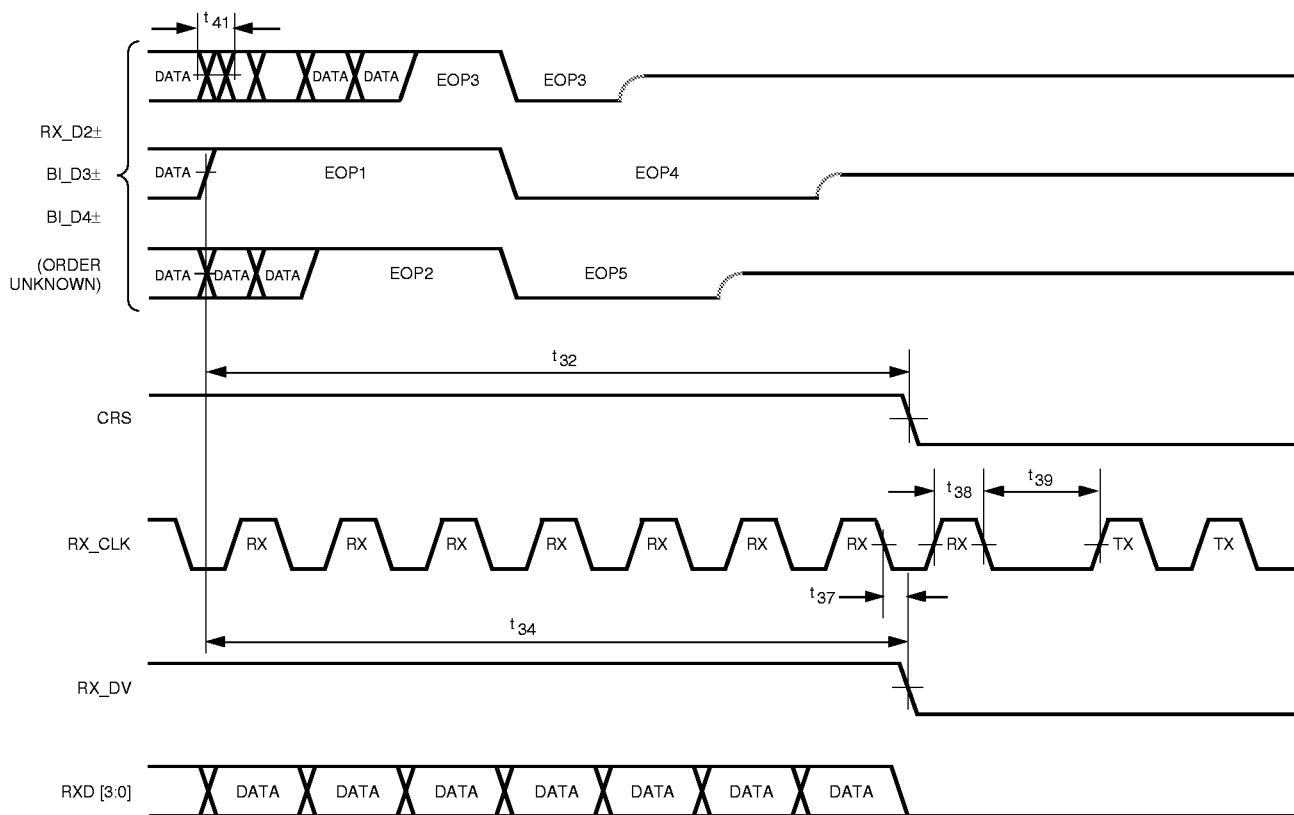 t41
DATA DATA DATA EOP3 EOP3
RX_D2±
DATA EOP1 EOP4
BI_D3±
BI_D4±
(ORDER
UNKNOWN)
DATA DATA DATA EOP2 EOP5
t32
CRS
t38 t39
RX_CLK RX RX RX RX RX RX RX RX TX TX
t37
t34
RX_DV
RXD [3:0] DATA DATA DATA DATA DATA DATA DATA